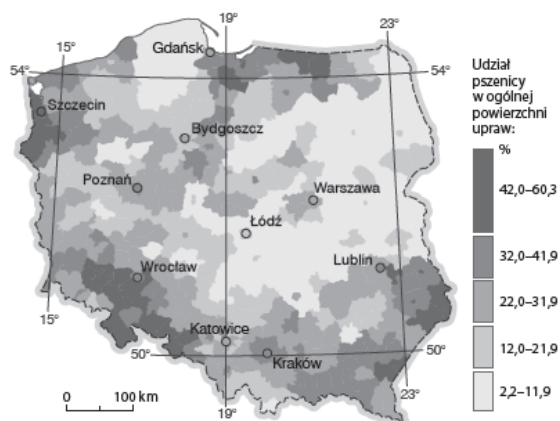 19°
23°
Gdańsk
15°
54°
54°
Szczecin
Bydgoszcz
Poznań
Warszawa
Łódź
Wrocław
Lublin
15°
Katowice
50°
Kraków
50°
23°
19°
0 100 km
Udział
pszenicy
w ogólnej
powierzchni
upraw:
%
42,0–60,3
32,0–41,9
22,0–31,9
12,0–21,9
2,2–11,9